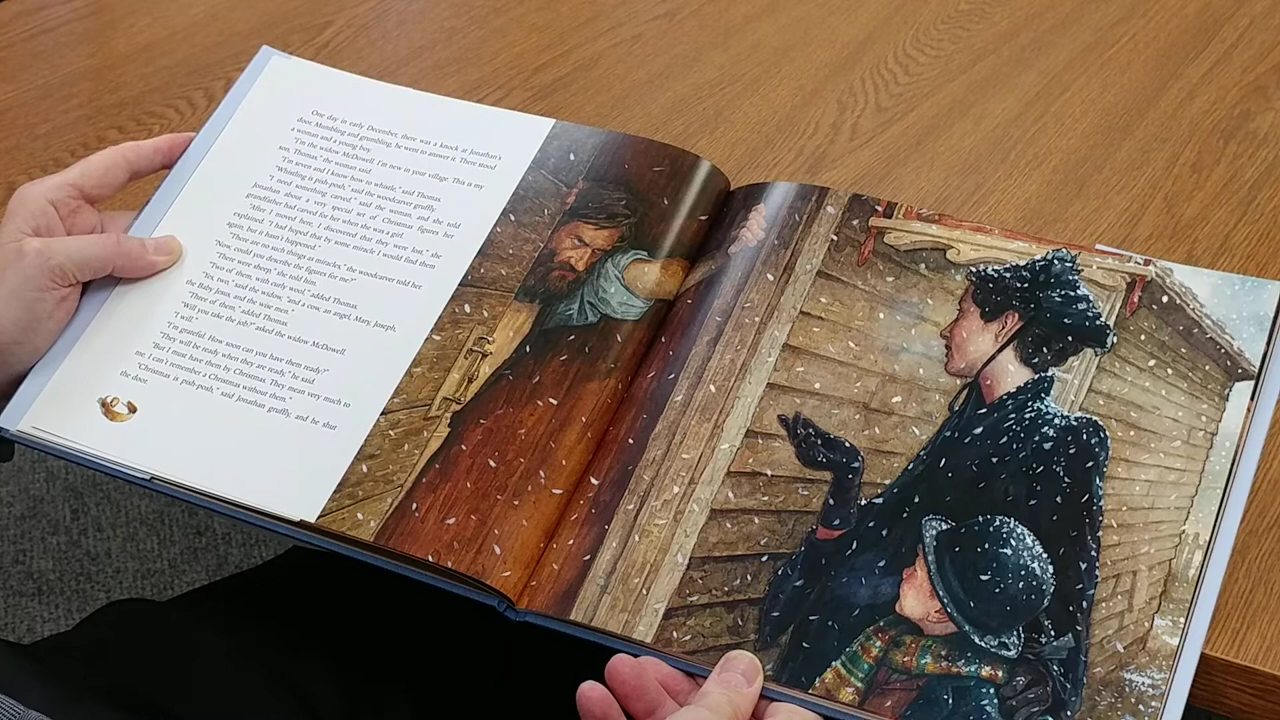 One day in early December, there was a knock at Jonathan's
door. Mumbling and grumbling, he went to answer it. There stood
a woman and a young boy.
"I'm the widow McDowell. I'm new in your village. This is my
son, Thomas," the woman said.
"I'm seven and I know how to whistle," said Thomas.
"Whistling is pish-posh," said the woodcarver gruffly.
"I need something carved," said the woman, and she told
Jonathan about a very special set of Christmas figures her
grandfather had carved for her when she was a girl.
"After I moved here, I discovered that they were lost," she
explained. "I had hoped that by some miracle I would find them
again, but it hasn't happened."
"There are no such things as miracles," the woodcarver told her.
"Now, could you describe the figures for me?"
"There were sheep," she told him.
"Two of them, with curly wool," added Thomas.
"Yes, two," said the widow, "and a cow, an angel, Mary, Joseph,
the Baby Jesus, and the wise men."
"Three of them," added Thomas.
"Will you take the job?" asked the widow McDowell.
"I will."
"I'm grateful. How soon can you have them ready?"
"They will be ready when they are ready," he said
"But I must have them by Christmas. They mean very much to
me. I can't remember a Christmas without them."
"Christmas is pish-posh," said Jonathan gruffly, and he shut
the door.